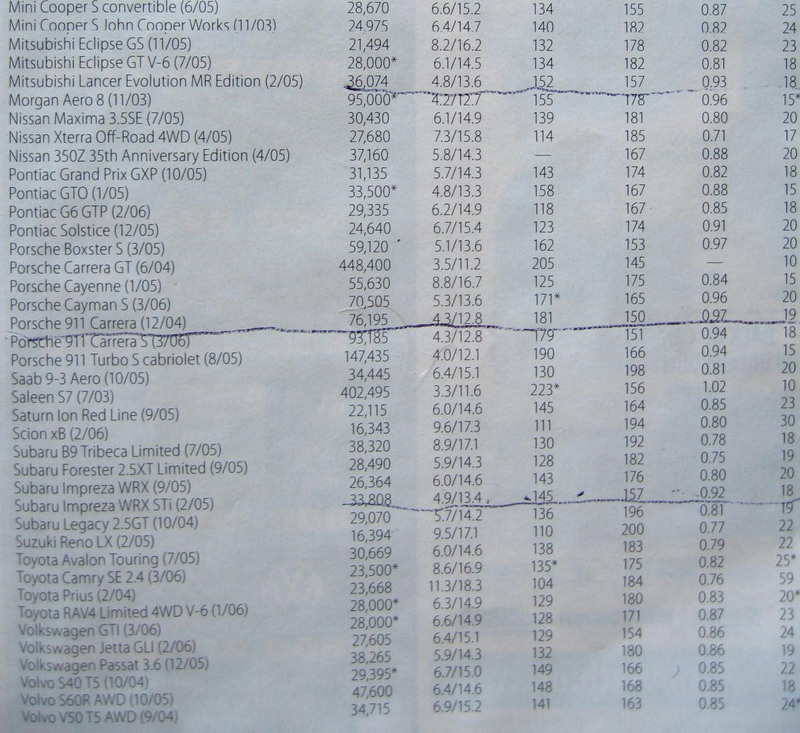 Mini Cooper S convertible (6/05) 28,670 6.6/15.2 134 155 0.87 25
Mini Cooper S John Cooper Works (11/03) 24,975 6.4/14.7 140 182 0.82 24
Mitsubishi Eclipse GS (11/05) 21,494 8.2/16.2 132 178 0.82 23
Mitsubishi Eclipse GT V-6 (7/05) 28,000* 6.1/14.5 134 182 0.81 18
Mitsubishi Lancer Evolution MR Edition (2/05) 36,074 4.8/13.6 152 157 0.93 18
Morgan Aero 8 (11/03) 95,000* 4.2/12.7 155 178 0.96 15*
Nissan Maxima 3.5SE (7/05) 30,430 6.1/14.9 139 181 0.80 20
Nissan Xterra Off-Road 4WD (4/05) 27,680 7.3/15.8 114 185 0.71 17
Nissan 350Z 35th Anniversary Edition (4/05) 37,160 5.8/14.3 — 167 0.88 20
Pontiac Grand Prix GXP (10/05) 31,135 5.7/14.3 143 174 0.82 18
Pontiac GTO (1/05) 33,500* 4.8/13.3 158 167 0.88 15
Pontiac G6 GTP (2/06) 29,335 6.2/14.9 118 167 0.85 18
Pontiac Solstice (12/05) 24,640 6.7/15.4 123 174 0.91 20
Porsche Boxster S (3/05) 59,120 5.1/13.6 162 153 0.97 20
Porsche Carrera GT (6/04) 448,400 3.5/11.2 205 145 — 10
Porsche Cayenne (1/05) 55,630 8.8/16.7 125 175 0.84 15
Porsche Cayman S (3/06) 70,505 5.3/13.6 171* 165 0.96 20
Porsche 911 Carrera (12/04) 76,195 4.3/12.8 181 150 0.97 19
Porsche 911 Carrera S (3/06) 93,185 4.3/12.8 179 151 0.94 18
Porsche 911 Turbo S cabriolet (8/05) 147,435 4.0/12.1 190 166 0.94 15
Saab 9-3 Aero (10/05) 34,445 6.4/15.1 130 198 0.81 20
Saleen S7 (7/03) 402,495 3.3/11.6 223* 156 1.02 10
Saturn Ion Red Line (9/05) 22,115 6.0/14.6 145 164 0.85 23
Scion xB (2/06) 16,343 9.6/17.3 111 194 0.80 30
Subaru B9 Tribeca Limited (7/05) 38,320 8.9/17.1 130 192 0.78 18
Subaru Forester 2.5XT Limited (9/05) 28,490 5.9/14.3 128 182 0.75 19
Subaru Impreza WRX (9/05) 26,364 6.0/14.6 143 176 0.80 20
Subaru Impreza WRX STi (2/05) 33,808 4.9/13.4 145 157 0.92 18
Subaru Legacy 2.5GT (10/04) 29,070 5.7/14.2 136 196 0.81 19
Suzuki Reno LX (2/05) 16,394 9.5/17.1 110 200 0.77 22
Toyota Avalon Touring (7/05) 30,669 6.0/14.6 138 183 0.79 22
Toyota Camry SE 2.4 (3/06) 23,500* 8.6/16.9 135* 175 0.82 25*
Toyota Prius (2/04) 23,668 11.3/18.3 104 184 0.76 59
Toyota RAV4 Limited 4WD V-6 (1/06) 28,000* 6.3/14.9 129 180 0.83 20*
Volkswagen GTI (3/06) 28,000* 6.6/14.9 128 171 0.87 23
Volkswagen Jetta GLI (2/06) 27,605 6.4/15.1 129 154 0.86 24
Volkswagen Passat 3.6 (12/05) 38,265 5.9/14.3 132 180 0.86 19
Volvo S40 T5 (10/04) 29,395* 6.7/15.0 149 166 0.85 22
Volvo S60R AWD (10/05) 47,600 6.4/14.6 148 168 0.85 18
Volvo V50 T5 AWD (9/04) 34,715 6.9/15.2 141 163 0.85 24*